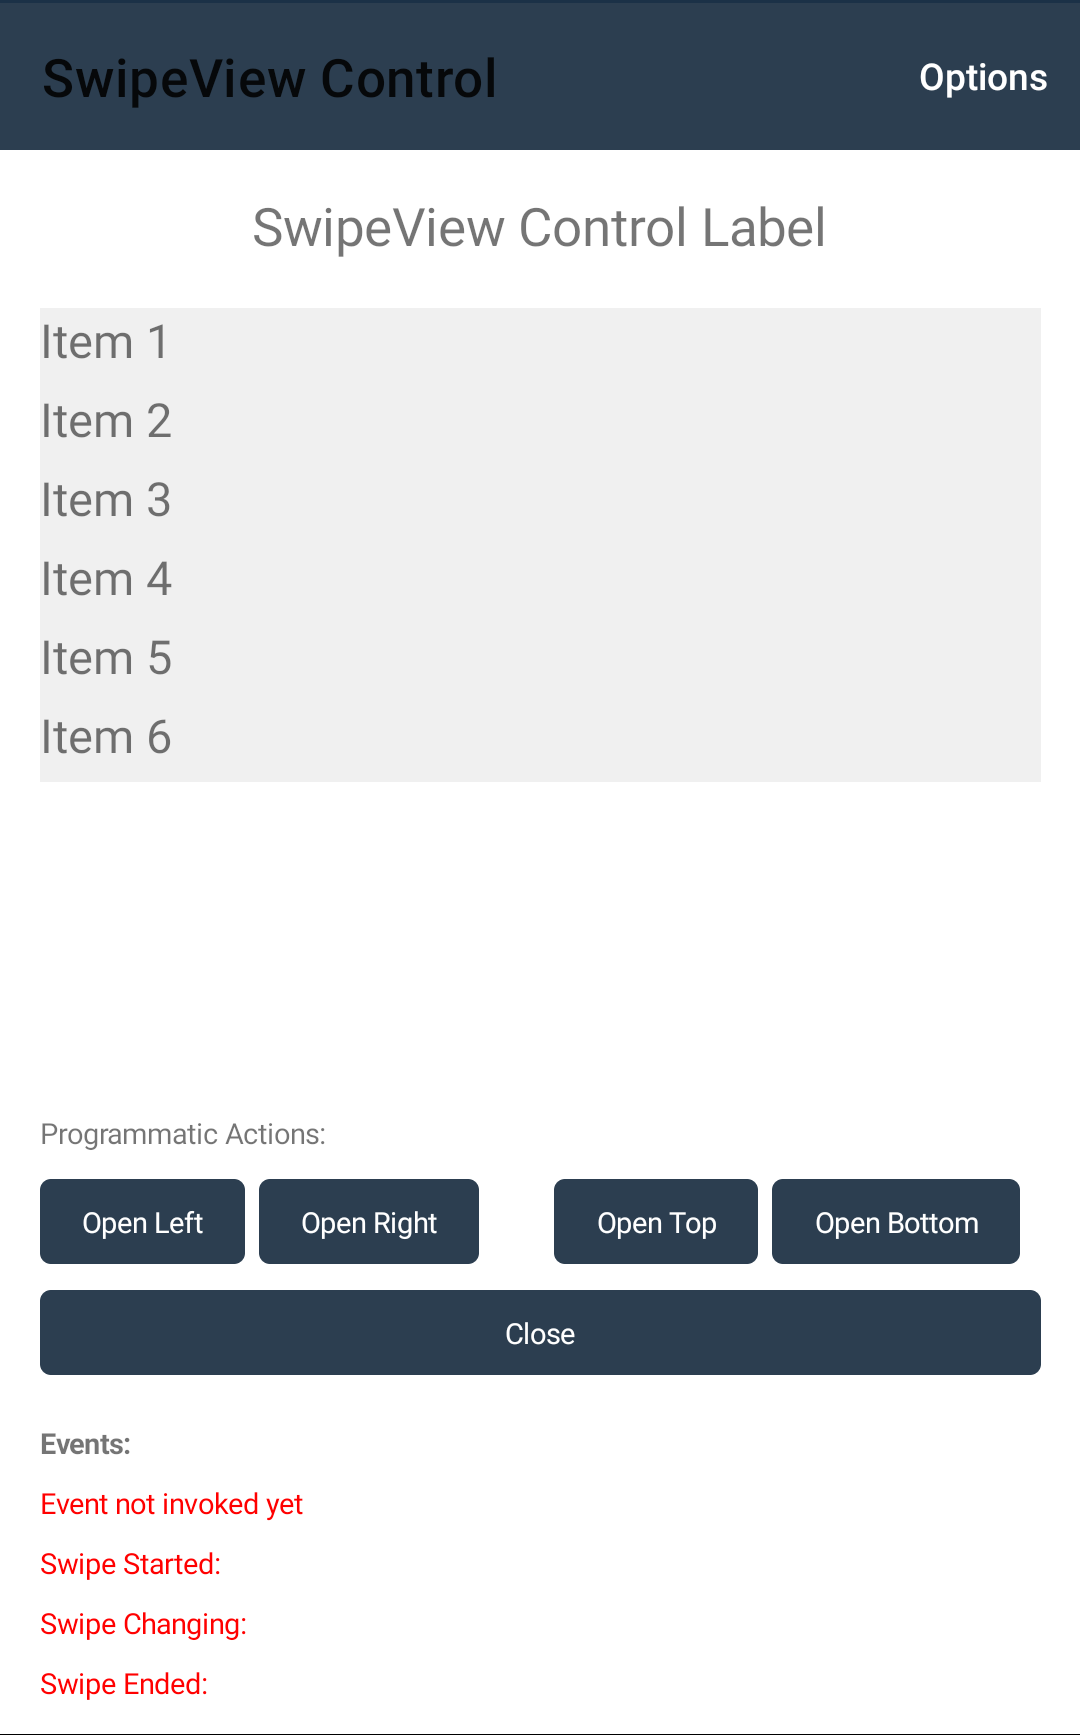 SwipeView Control
Options
SwipeView Control Label
Item 1
Item 2
Item 3
Item 4
Item 5
Item 6
Programmatic Actions:
Open Left
Open Right
Open Top
Open Bottom
Close
Events:
Event not invoked yet
Swipe Started:
Swipe Changing:
Swipe Ended: